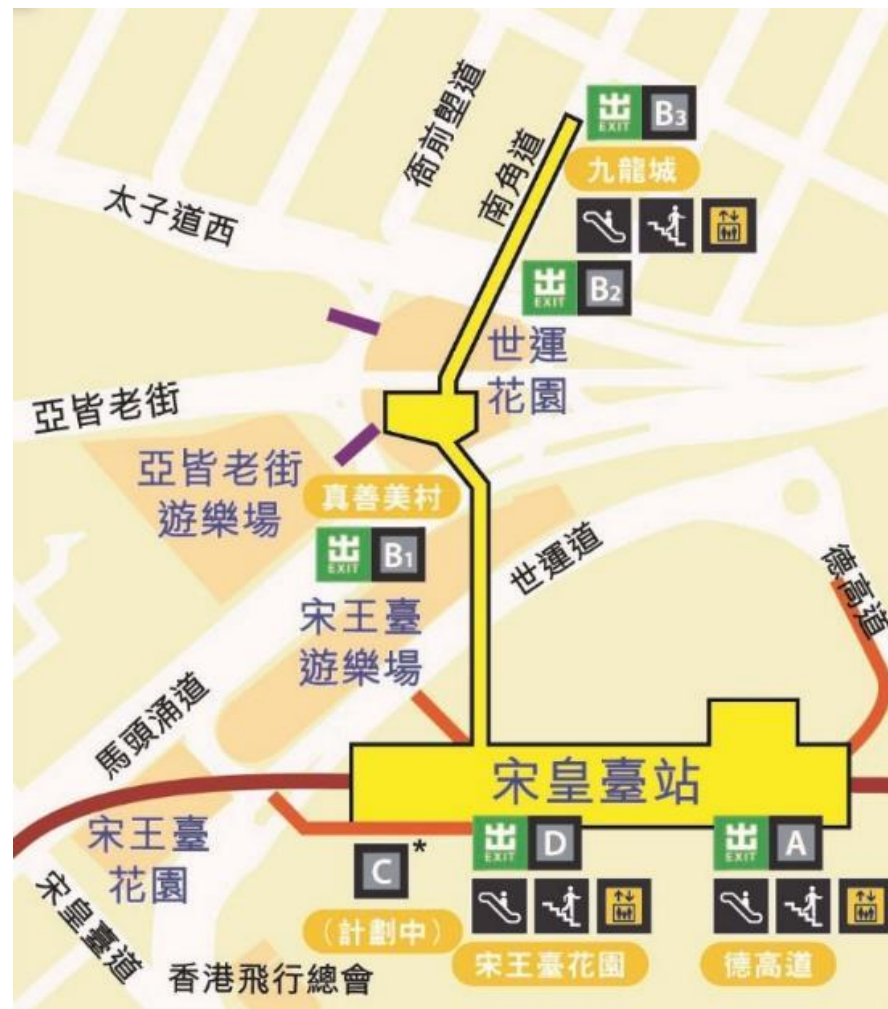 衙前塱道
出 EXIT B3
九龍城
南角道
太子道西
出 EXIT B2
世運
花園
亞皆老街
亞皆老街
遊樂場
真善美村
出 EXIT B1
世運道
德高道
宋王臺
遊樂場
馬頭涌道
宋皇臺站
宋王臺
花園
出 EXIT D
出 EXIT A
C *
(計劃中)
宋王臺花園
德高道
宋皇臺道
香港飛行總會